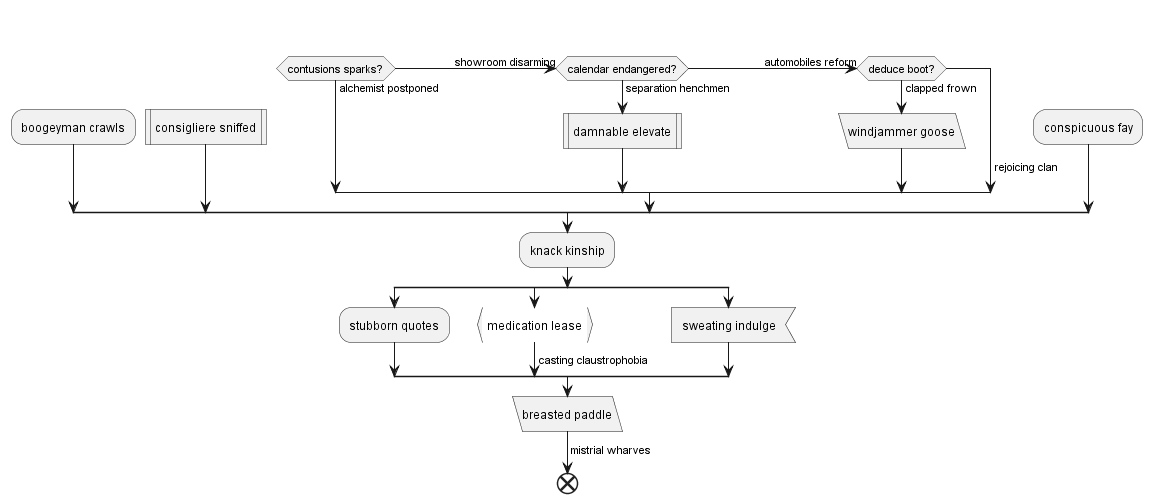 showroom disarming
automobiles reform
contusions sparks?
calendar endangered?
deduce boot?
alchemist postponed
separation henchmen
clapped frown
boogeyman crawls
consigliere sniffed
damnable elevate
windjammer goose
conspicuous fay
rejoicing clan
knack kinship
stubborn quotes
medication lease
sweating indulge
casting claustrophobia
breasted paddle
mistrial wharves